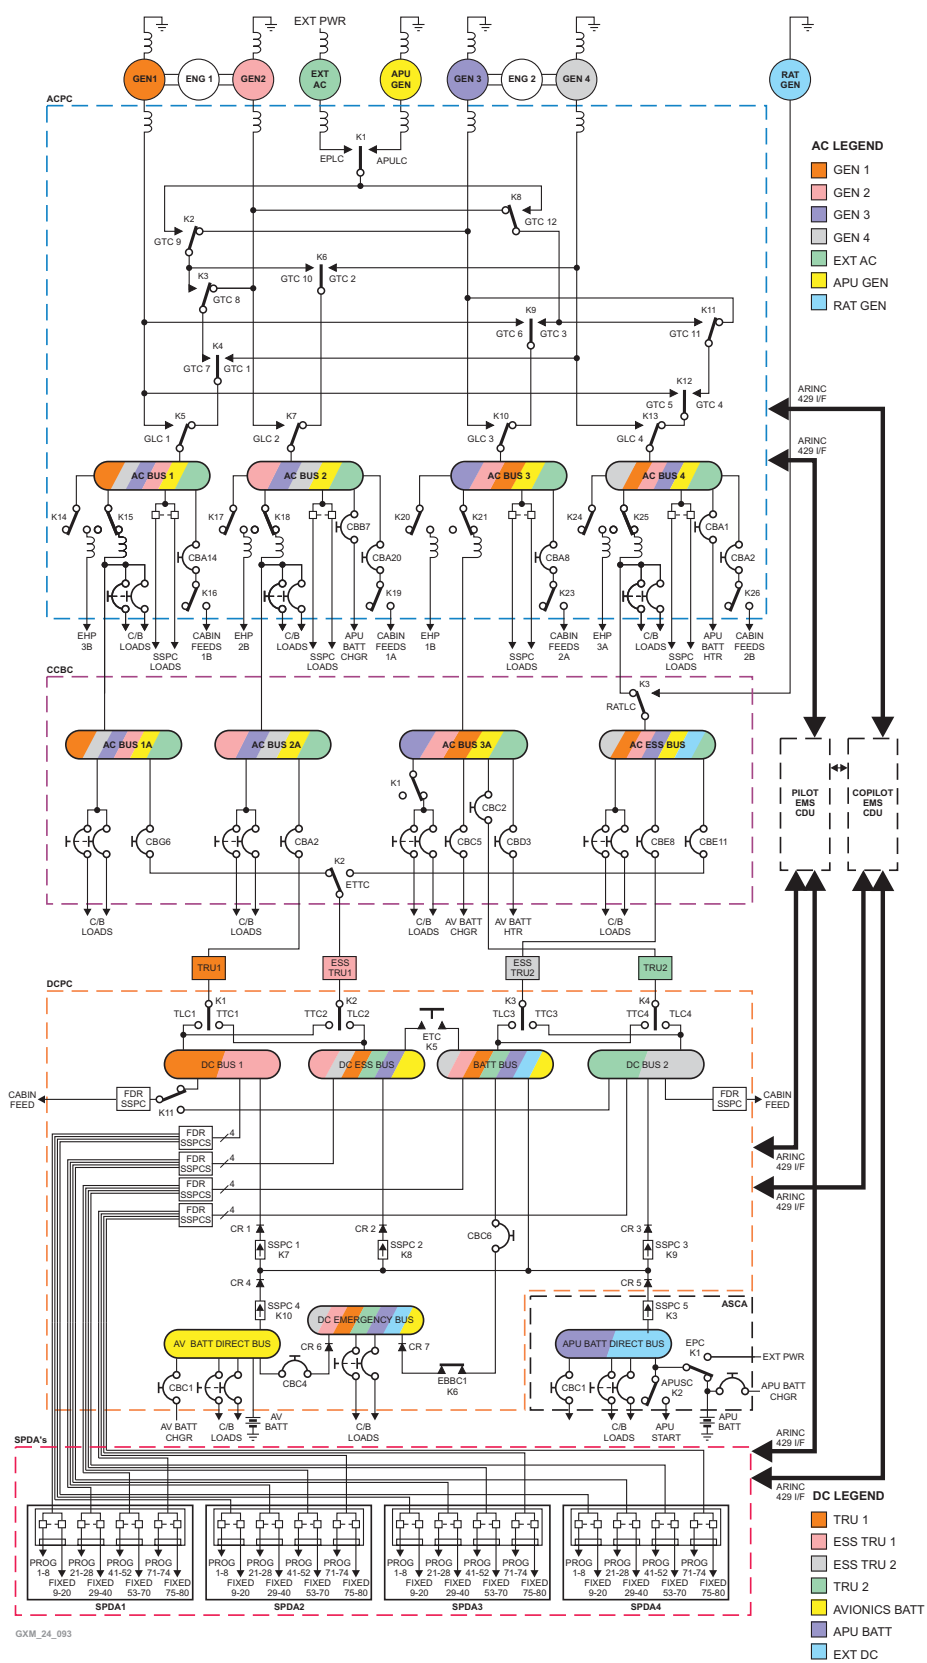 EXT PWR
GEN1
ENG 1
GEN2
EXT
AC
APU
GEN
GEN 3
ENG 2
GEN 4
RAT
GEN
ACPC
K1
EPLC
APULC
AC LEGEND
GEN 1
GEN 2
GEN 3
GEN 4
EXT AC
APU GEN
RAT GEN
K2
GTC 9
K8
GTC 12
K6
GTC 10
GTC 2
K3
GTC 8
K9
GTC 6
GTC 3
K11
GTC 11
K4
GTC 7
GTC 1
K12
GTC 5
GTC 4
ARINC
429 I/F
K5
GLC 1
K7
GLC 2
K10
GLC 3
K13
GLC 4
ARINC
429 I/F
AC BUS 1
AC BUS 2
AC BUS 3
AC BUS 4
K14
K15
CBA14
K16
K17
K18
CBB7
CBA20
K19
K20
K21
CBA8
K23
K24
K25
CBA1
CBA2
K26
EHP
3B
C/B
LOADS
SSPC
LOADS
CABIN
FEEDS
1B
EHP
2B
C/B
LOADS
SSPC
LOADS
APU
BATT
CHGR
CABIN
FEEDS
1A
EHP
1B
SSPC
LOADS
CABIN
FEEDS
2A
EHP
3A
C/B
LOADS
SSPC
LOADS
APU
BATT
HTR
CABIN
FEEDS
2B
CCBC
K3
RATLC
AC BUS 1A
AC BUS 2A
AC BUS 3A
AC ESS BUS
K1
CBC2
CBG6
CBA2
CBC5
CBD3
CBE8
CBE11
K2
ETTC
PILOT
EMS
CDU
COPILOT
EMS
CDU
C/B
LOADS
C/B
LOADS
C/B
LOADS
AV BATT
CHGR
AV BATT
HTR
C/B
LOADS
TRU1
ESS
TRU1
ESS
TRU2
TRU2
DCPC
K1
TLC1
TTC1
K2
TTC2
TLC2
ETC
K5
K3
TLC3
TTC3
K4
TTC4
TLC4
DC BUS 1
DC ESS BUS
BATT BUS
DC BUS 2
CABIN
FEED
FDR
SSPC
K11
FDR
SSPC
CABIN
FEED
FDR
SSPCS
4
FDR
SSPCS
4
FDR
SSPCS
4
FDR
SSPCS
4
ARINC
429 I/F
ARINC
429 I/F
CR 1
SSPC 1
K7
CR 2
SSPC 2
K8
CBC6
CR 3
SSPC 3
K9
CR 4
SSPC 4
K10
CR 5
SSPC 5
K3
ASCA
DC EMERGENCY BUS
AV BATT DIRECT BUS
APU BATT DIRECT BUS
CR 6
CR 7
CBC1
CBC4
EBBC1
K6
CBC1
APUSC
K2
EPC
K1
EXT PWR
APU BATT
CHGR
AV BATT
CHGR
C/B
LOADS
AV
BATT
C/B
LOADS
C/B
LOADS
APU
START
APU
BATT
SPDA's
ARINC
429 I/F
ARINC
429 I/F
PROG
1-8
FIXED
9-20
PROG
21-28
FIXED
29-40
PROG
41-52
FIXED
53-70
PROG
71-74
FIXED
75-80
SPDA1
PROG
1-8
FIXED
9-20
PROG
21-28
FIXED
29-40
PROG
41-52
FIXED
53-70
PROG
71-74
FIXED
75-80
SPDA2
PROG
1-8
FIXED
9-20
PROG
21-28
FIXED
29-40
PROG
41-52
FIXED
53-70
PROG
71-74
FIXED
75-80
SPDA3
PROG
1-8
FIXED
9-20
PROG
21-28
FIXED
29-40
PROG
41-52
FIXED
53-70
PROG
71-74
FIXED
75-80
SPDA4
DC LEGEND
TRU 1
ESS TRU 1
ESS TRU 2
TRU 2
AVIONICS BATT
APU BATT
EXT DC
GXM_24_093